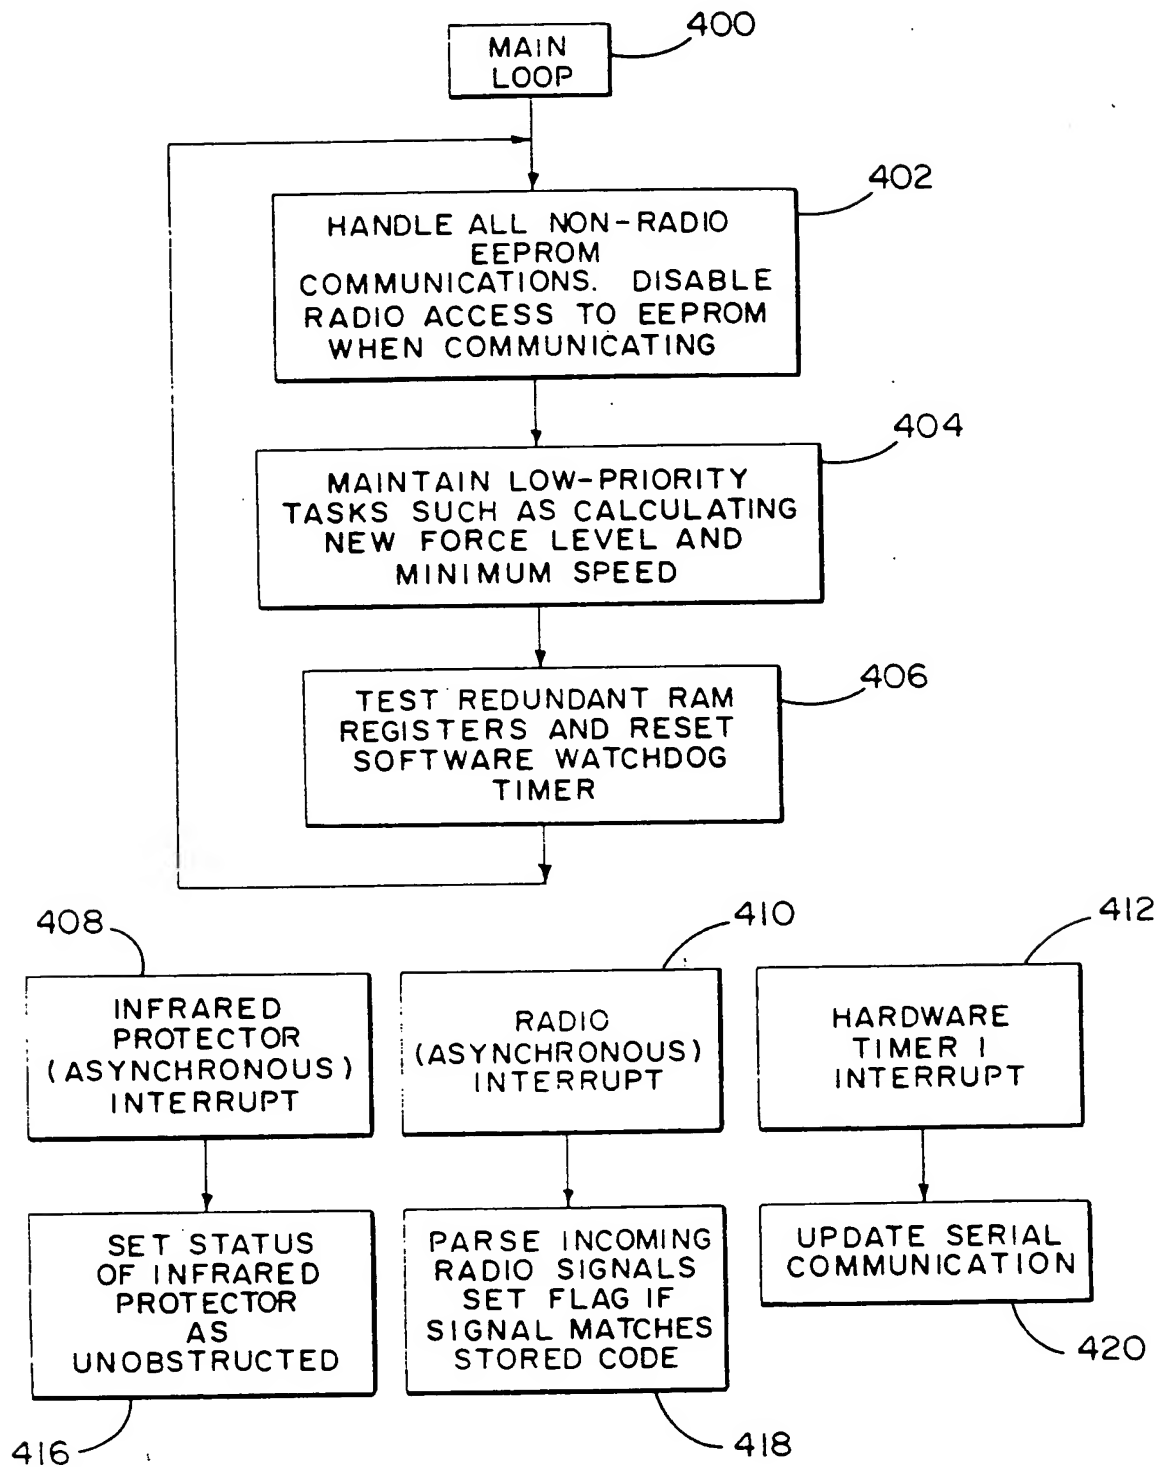 400
MAIN
LOOP
402
HANDLE ALL NON-RADIO
EEPROM
COMMUNICATIONS. DISABLE
RADIO ACCESS TO EEPROM
WHEN COMMUNICATING
404
MAINTAIN LOW-PRIORITY
TASKS SUCH AS CALCULATING
NEW FORCE LEVEL AND
MINIMUM SPEED
406
TEST REDUNDANT RAM
REGISTERS AND RESET
SOFTWARE WATCHDOG
TIMER
408
INFRARED
PROTECTOR
(ASYNCHRONOUS)
INTERRUPT
410
RADIO
(ASYNCHRONOUS)
INTERRUPT
412
HARDWARE
TIMER 1
INTERRUPT
SET STATUS
OF INFRARED
PROTECTOR
AS
UNOBSTRUCTED
416
PARSE INCOMING
RADIO SIGNALS
SET FLAG IF
SIGNAL MATCHES
STORED CODE
418
UPDATE SERIAL
COMMUNICATION
420